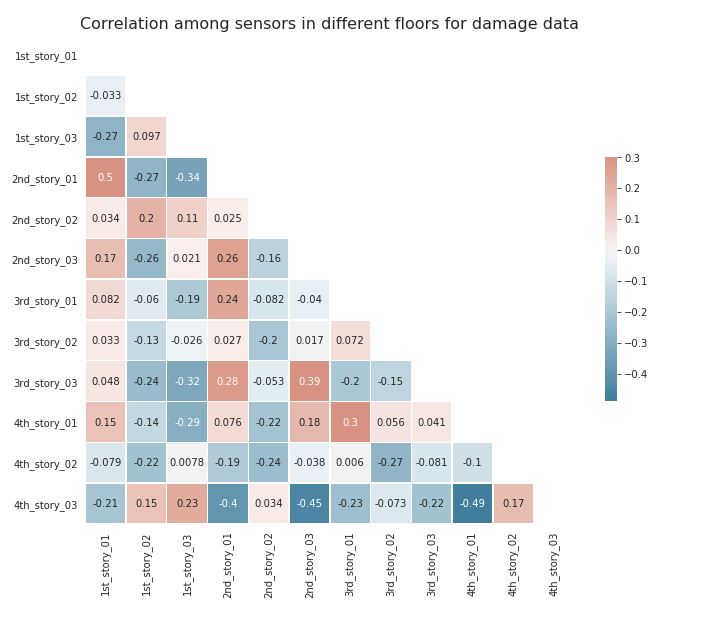 Correlation among sensors in different floors for damage data
1st_story_01
1st_story_02 -0.033
1st_story_03 -0.27 0.097
2nd_story_01 0.5 -0.27 -0.34
2nd_story_02 0.034 0.2 0.11 0.025
2nd_story_03 0.17 -0.26 0.021 0.26 -0.16
3rd_story_01 0.082 -0.06 -0.19 0.24 -0.082 -0.04
3rd_story_02 0.033 -0.13 -0.026 0.027 -0.2 0.017 0.072
3rd_story_03 0.048 -0.24 -0.32 0.28 -0.053 0.39 -0.2 -0.15
4th_story_01 0.15 -0.14 -0.29 0.076 -0.22 0.18 0.3 0.056 0.041
4th_story_02 -0.079 -0.22 0.0078 -0.19 -0.24 -0.038 0.006 -0.27 -0.081 -0.1
4th_story_03 -0.21 0.15 0.23 -0.4 0.034 -0.45 -0.23 -0.073 -0.22 -0.49 0.17
1st_story_01
1st_story_02
1st_story_03
2nd_story_01
2nd_story_02
2nd_story_03
3rd_story_01
3rd_story_02
3rd_story_03
4th_story_01
4th_story_02
4th_story_03
0.3
0.2
0.1
0.0
−0.1
−0.2
−0.3
−0.4